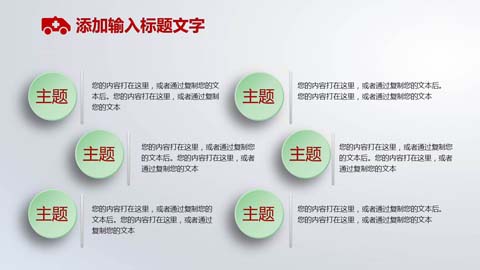 添加输入标题文字
主题
您的内容打在这里，或者通过复制您的文
本后。您的内容打在这里，或者通过复制
您的文本
主题
您的内容打在这里，或者通过复制您的文本后。
您的内容打在这里，或者通过复制您的文本
主题
您的内容打在这里，或者通过复制您
的文本后。您的内容打在这里，或者
通过复制您的文本
主题
您的内容打在这里，或者通过复制您
的文本后。您的内容打在这里，或者
通过复制您的文本
主题
您的内容打在这里，或者通过复制您的
文本后。您的内容打在这里，或者通过
复制您的文本
主题
您的内容打在这里，或者通过复制您的文本后。
您的内容打在这里，或者通过复制您的文本